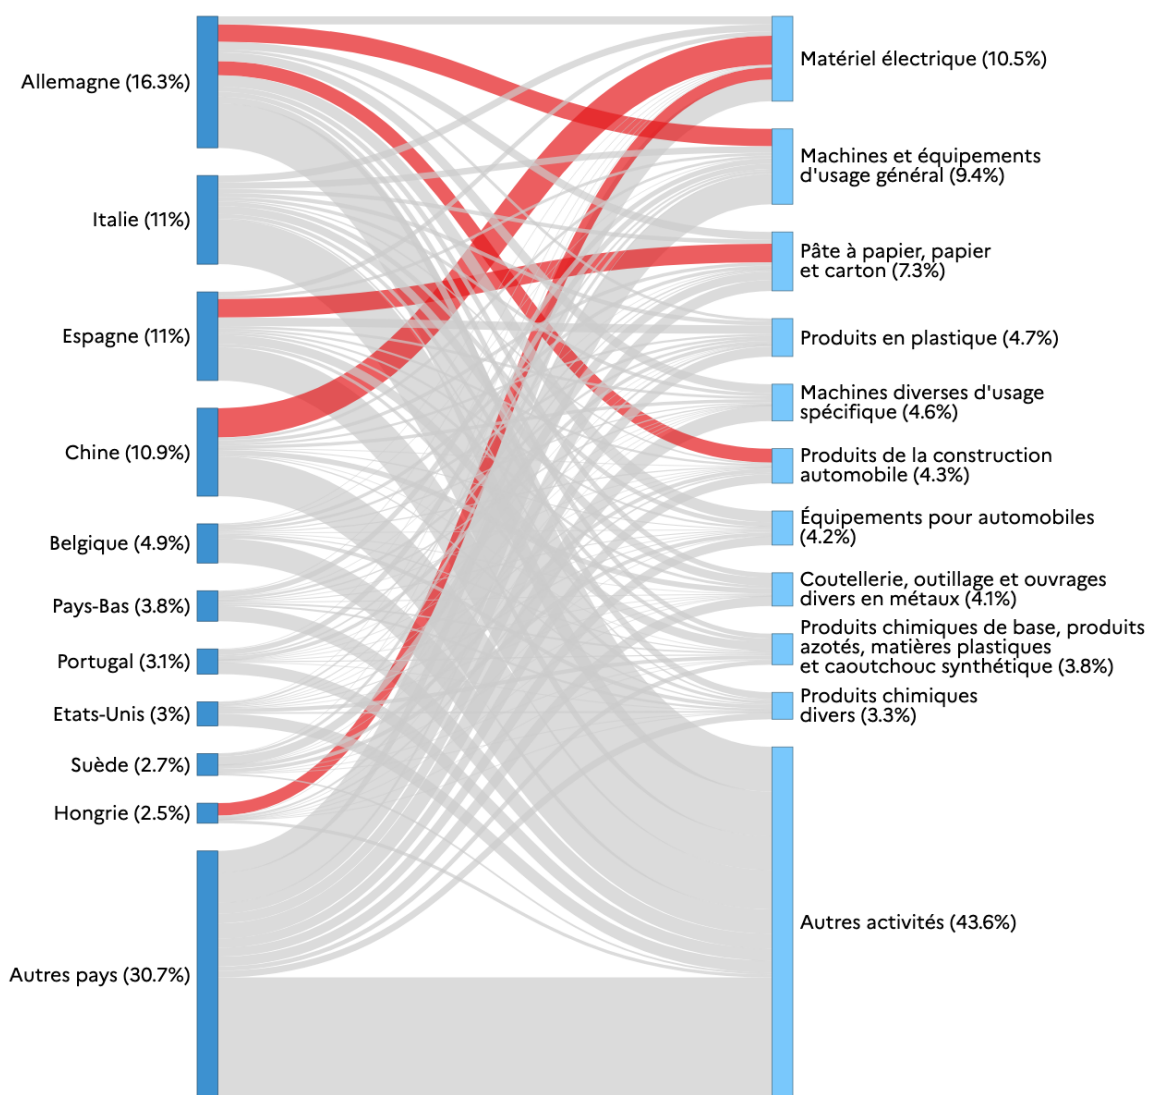 Allemagne (16.3%)
Italie (11%)
Espagne (11%)
Chine (10.9%)
Belgique (4.9%)
Pays-Bas (3.8%)
Portugal (3.1%)
Etats-Unis (3%)
Suède (2.7%)
Hongrie (2.5%)
Autres pays (30.7%)
Matériel électrique (10.5%)
Machines et équipements
d'usage général (9.4%)
Pâte à papier, papier
et carton (7.3%)
Produits en plastique (4.7%)
Machines diverses d'usage
spécifique (4.6%)
Produits de la construction
automobile (4.3%)
Équipements pour automobiles
(4.2%)
Coutellerie, outillage et ouvrages
divers en métaux (4.1%)
Produits chimiques de base, produits
azotés, matières plastiques
et caoutchouc synthétique (3.8%)
Produits chimiques
divers (3.3%)
Autres activités (43.6%)